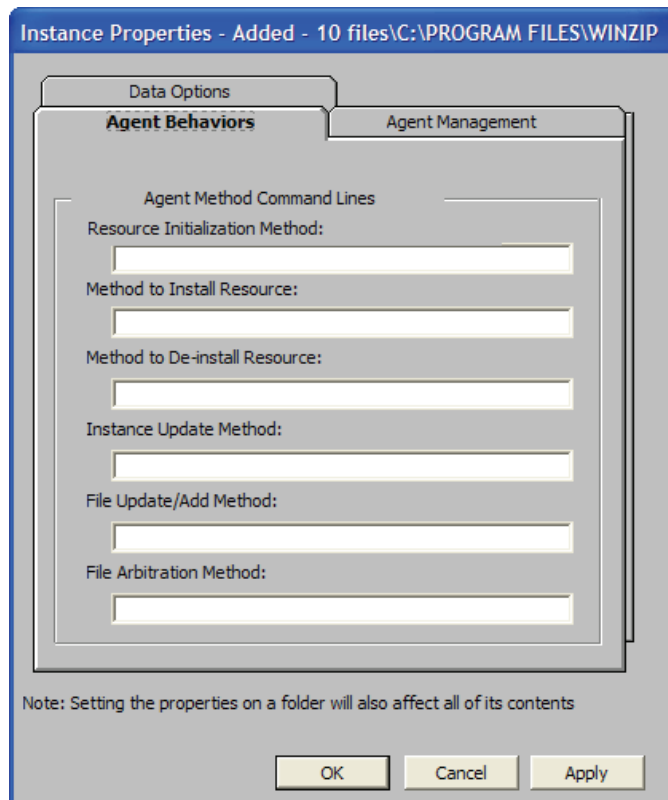 Instance Properties - Added - 10 files\C:\PROGRAM FILES\WINZIP
Data Options
Agent Behaviors
Agent Management
Agent Method Command Lines
Resource Initialization Method:
Method to Install Resource:
Method to De-install Resource:
Instance Update Method:
File Update/Add Method:
File Arbitration Method:
Note: Setting the properties on a folder will also affect all of its contents
OK
Cancel
Apply